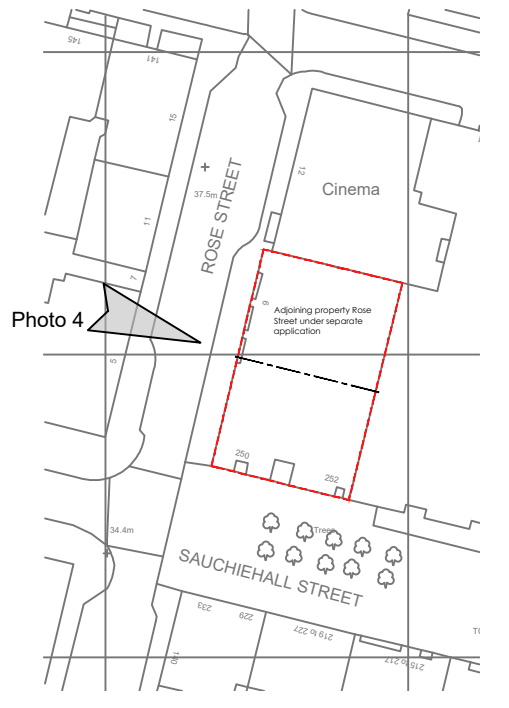 145
141
15
12
Cinema
37.5m
ROSE STREET
11
7
9
Adjoining property Rose
Street under separate
application
Photo 4
5
250
252
34.4m
Trees
SAUCHIEHALL STREET
233
229
219 to 227
215 to 217
130